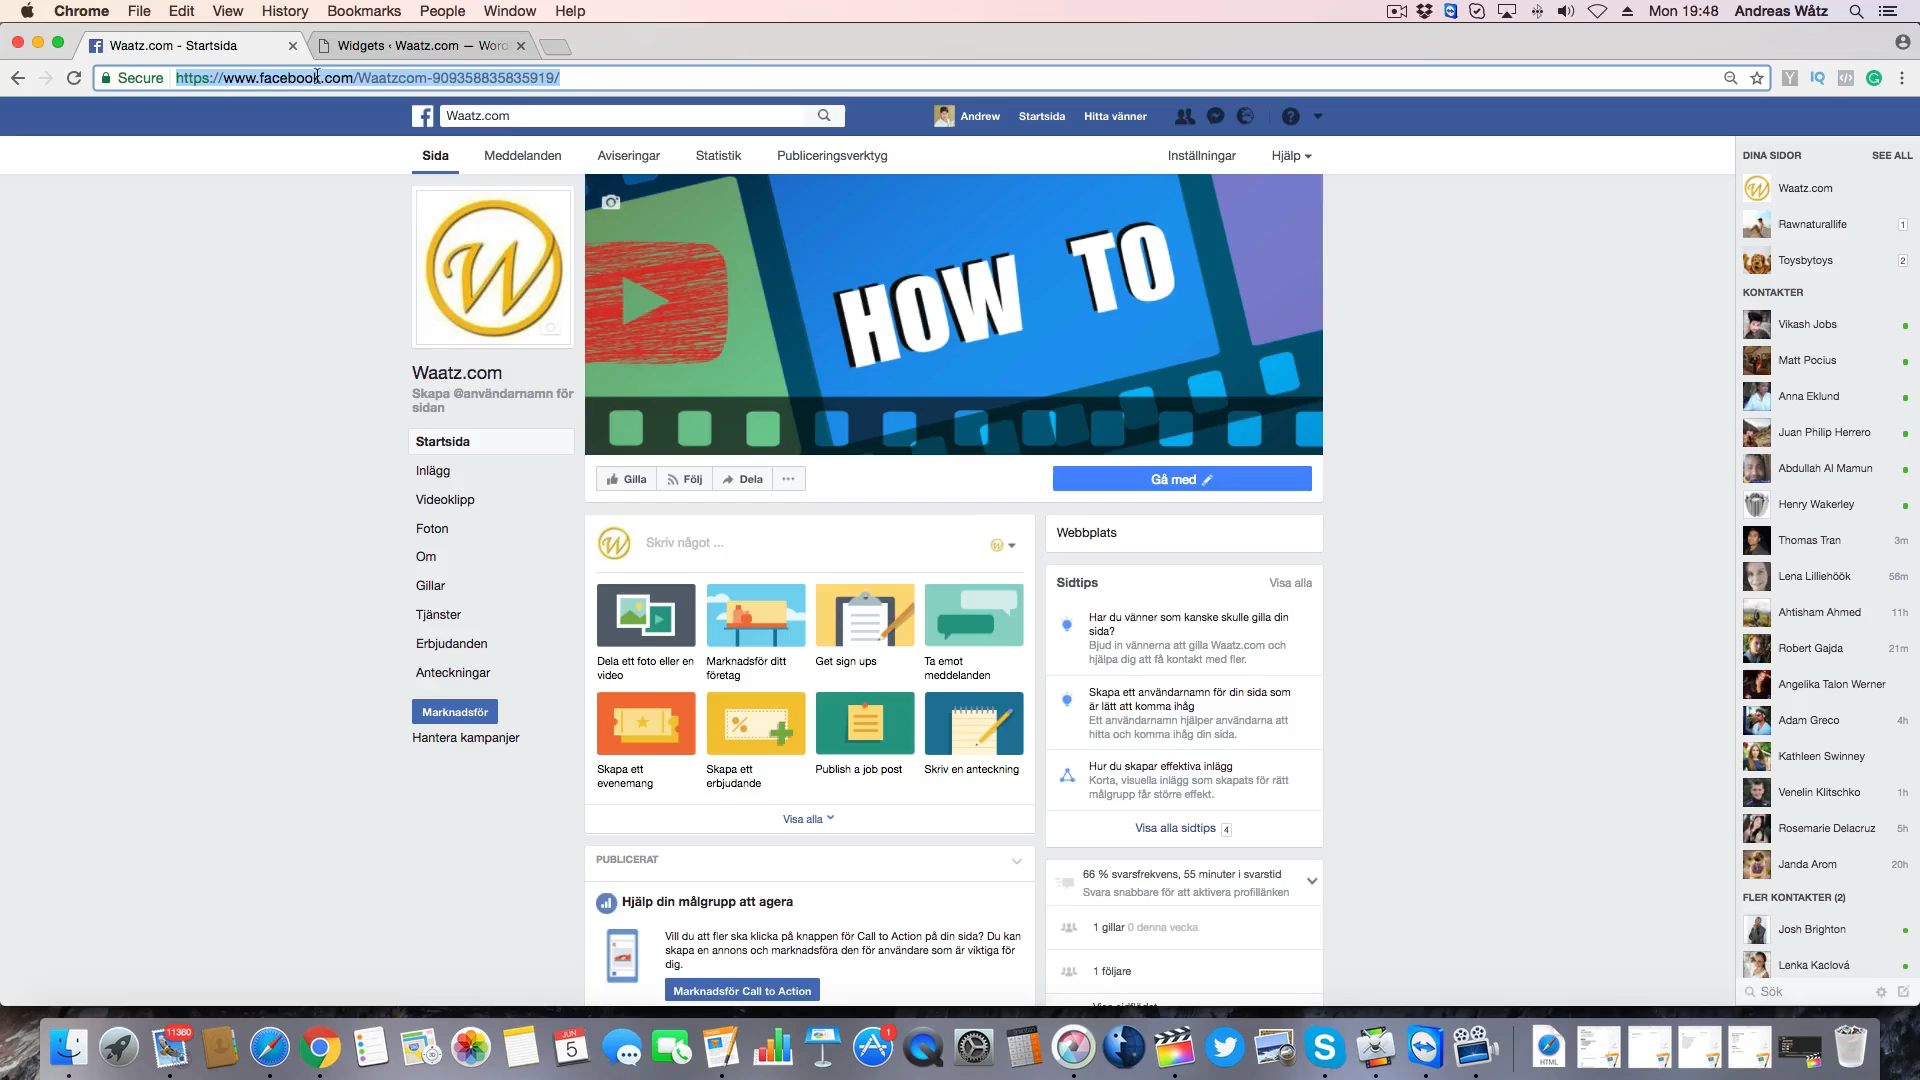 Chrome File Edit View History Bookmarks People Window Help
Mon 19:48 Andreas Wåtz
Waatz.com - Startsida
Widgets ‹ Waatz.com — Word
Secure
https://www.facebook.com/Waatzcom-909358835835919/
Waatz.com
Andrew Startsida Hitta vänner
Sida Meddelanden Aviseringar Statistik Publiceringsverktyg Inställningar Hjälp
W
HOW TO
Waatz.com
Skapa @användarnamn för
sidan
Startsida
Inlägg
Videoklipp
Foton
Om
Gillar
Tjänster
Erbjudanden
Anteckningar
Marknadsför
Hantera kampanjer
Gilla Följ Dela ...
Gå med
Skriv något ...
Dela ett foto eller en
video
Marknadsför ditt
företag
Get sign ups
Ta emot
meddelanden
Skapa ett
evenemang
Skapa ett
erbjudande
Publish a job post
Skriv en anteckning
Visa alla
PUBLICERAT
Hjälp din målgrupp att agera
Vill du att fler ska klicka på knappen för Call to Action på din sida? Du kan
skapa en annons och marknadsföra den för användare som är viktiga för
dig.
Marknadsför Call to Action
Webbplats
Sidtips Visa alla
Har du vänner som kanske skulle gilla din
sida?
Bjud in vännerna att gilla Waatz.com och
hjälpa dig att få kontakt med fler.
Skapa ett användarnamn för din sida som
är lätt att komma ihåg
Ett användarnamn hjälper användarna att
hitta och komma ihåg din sida.
Hur du skapar effektiva inlägg
Korta, visuella inlägg som skapats för rätt
målgrupp får större effekt.
Visa alla sidtips 4
66 % svarsfrekvens, 55 minuter i svarstid
Svara snabbare för att aktivera profillänken
1 gillar 0 denna vecka
1 följare
DINA SIDOR SEE ALL
Waatz.com
Rawnaturallife 1
Toysbytoys 2
KONTAKTER
Vikash Jobs
Matt Pocius
Anna Eklund
Juan Philip Herrero
Abdullah Al Mamun
Henry Wakerley
Thomas Tran 3m
Lena Lilliehöök 56m
Ahtisham Ahmed 11h
Robert Gajda 21m
Angelika Talon Werner
Adam Greco 4h
Kathleen Swinney
Venelin Klitschko 1h
Rosemarie Delacruz 5h
Janda Arom 20h
FLER KONTAKTER (2)
Josh Brighton
Lenka Kaclová
Sök
11360
JUN
5
1
HTML